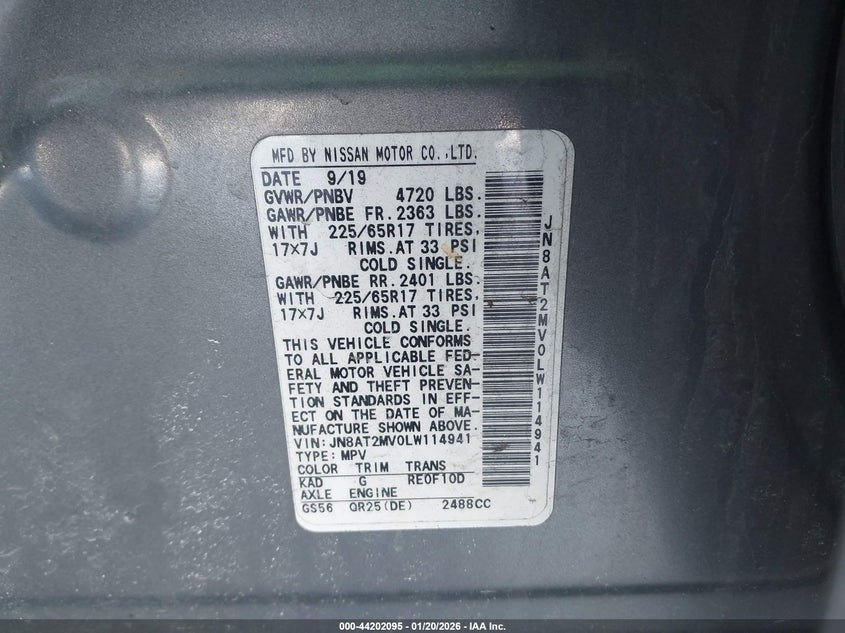 MFD BY NISSAN MOTOR CO.,LTD.
DATE 9/19
GVWR/PNBV 4720 LBS.
GAWR/PNBE FR. 2363 LBS.
WITH 225/65R17 TIRES,
17×7J RIMS.AT 33 PSI
COLD SINGLE.
GAWR/PNBE RR. 2401 LBS.
WITH 225/65R17 TIRES,
17×7J RIMS.AT 33 PSI
COLD SINGLE.
THIS VEHICLE CONFORMS
TO ALL APPLICABLE FED-
ERAL MOTOR VEHICLE SA-
FETY AND THEFT PREVEN-
TION STANDARDS IN EFF-
ECT ON THE DATE OF MA-
NUFACTURE SHOWN ABOVE.
VIN: JN8AT2MV0LW114941
TYPE: MPV
COLOR TRIM TRANS
KAD G RE0F10D
AXLE ENGINE
GS56 QR25(DE) 2488CC
JN8AT2MV0LW114941
000-44202095 - 01/20/2026 - IAA Inc.